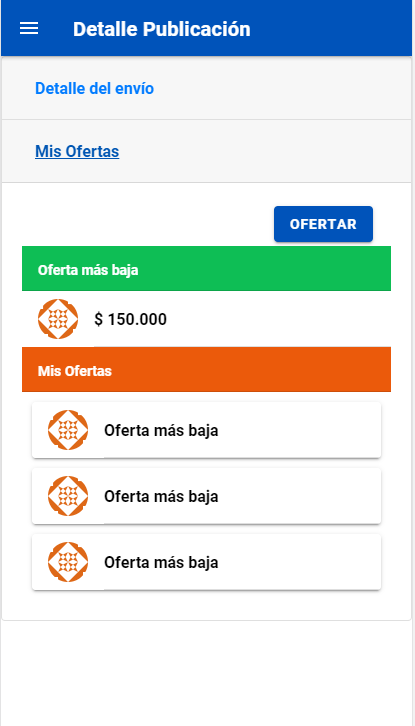 Detalle Publicación
Detalle del envío
Mis Ofertas
OFERTAR
Oferta más baja
$ 150.000
Mis Ofertas
Oferta más baja
Oferta más baja
Oferta más baja